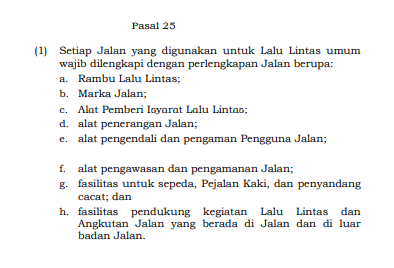 Pasal 25
(1) Setiap Jalan yang digunakan untuk Lalu Lintas umum
wajib dilengkapi dengan perlengkapan Jalan berupa:
a. Rambu Lalu Lintas;
b. Marka Jalan;
c. Alat Pemberi Isyarat Lalu Lintas;
d. alat penerangan Jalan;
e. alat pengendali dan pengaman Pengguna Jalan;
f. alat pengawasan dan pengamanan Jalan;
g. fasilitas untuk sepeda, Pejalan Kaki, dan penyandang
cacat; dan
h. fasilitas pendukung kegiatan Lalu Lintas dan
Angkutan Jalan yang berada di Jalan dan di luar
badan Jalan.